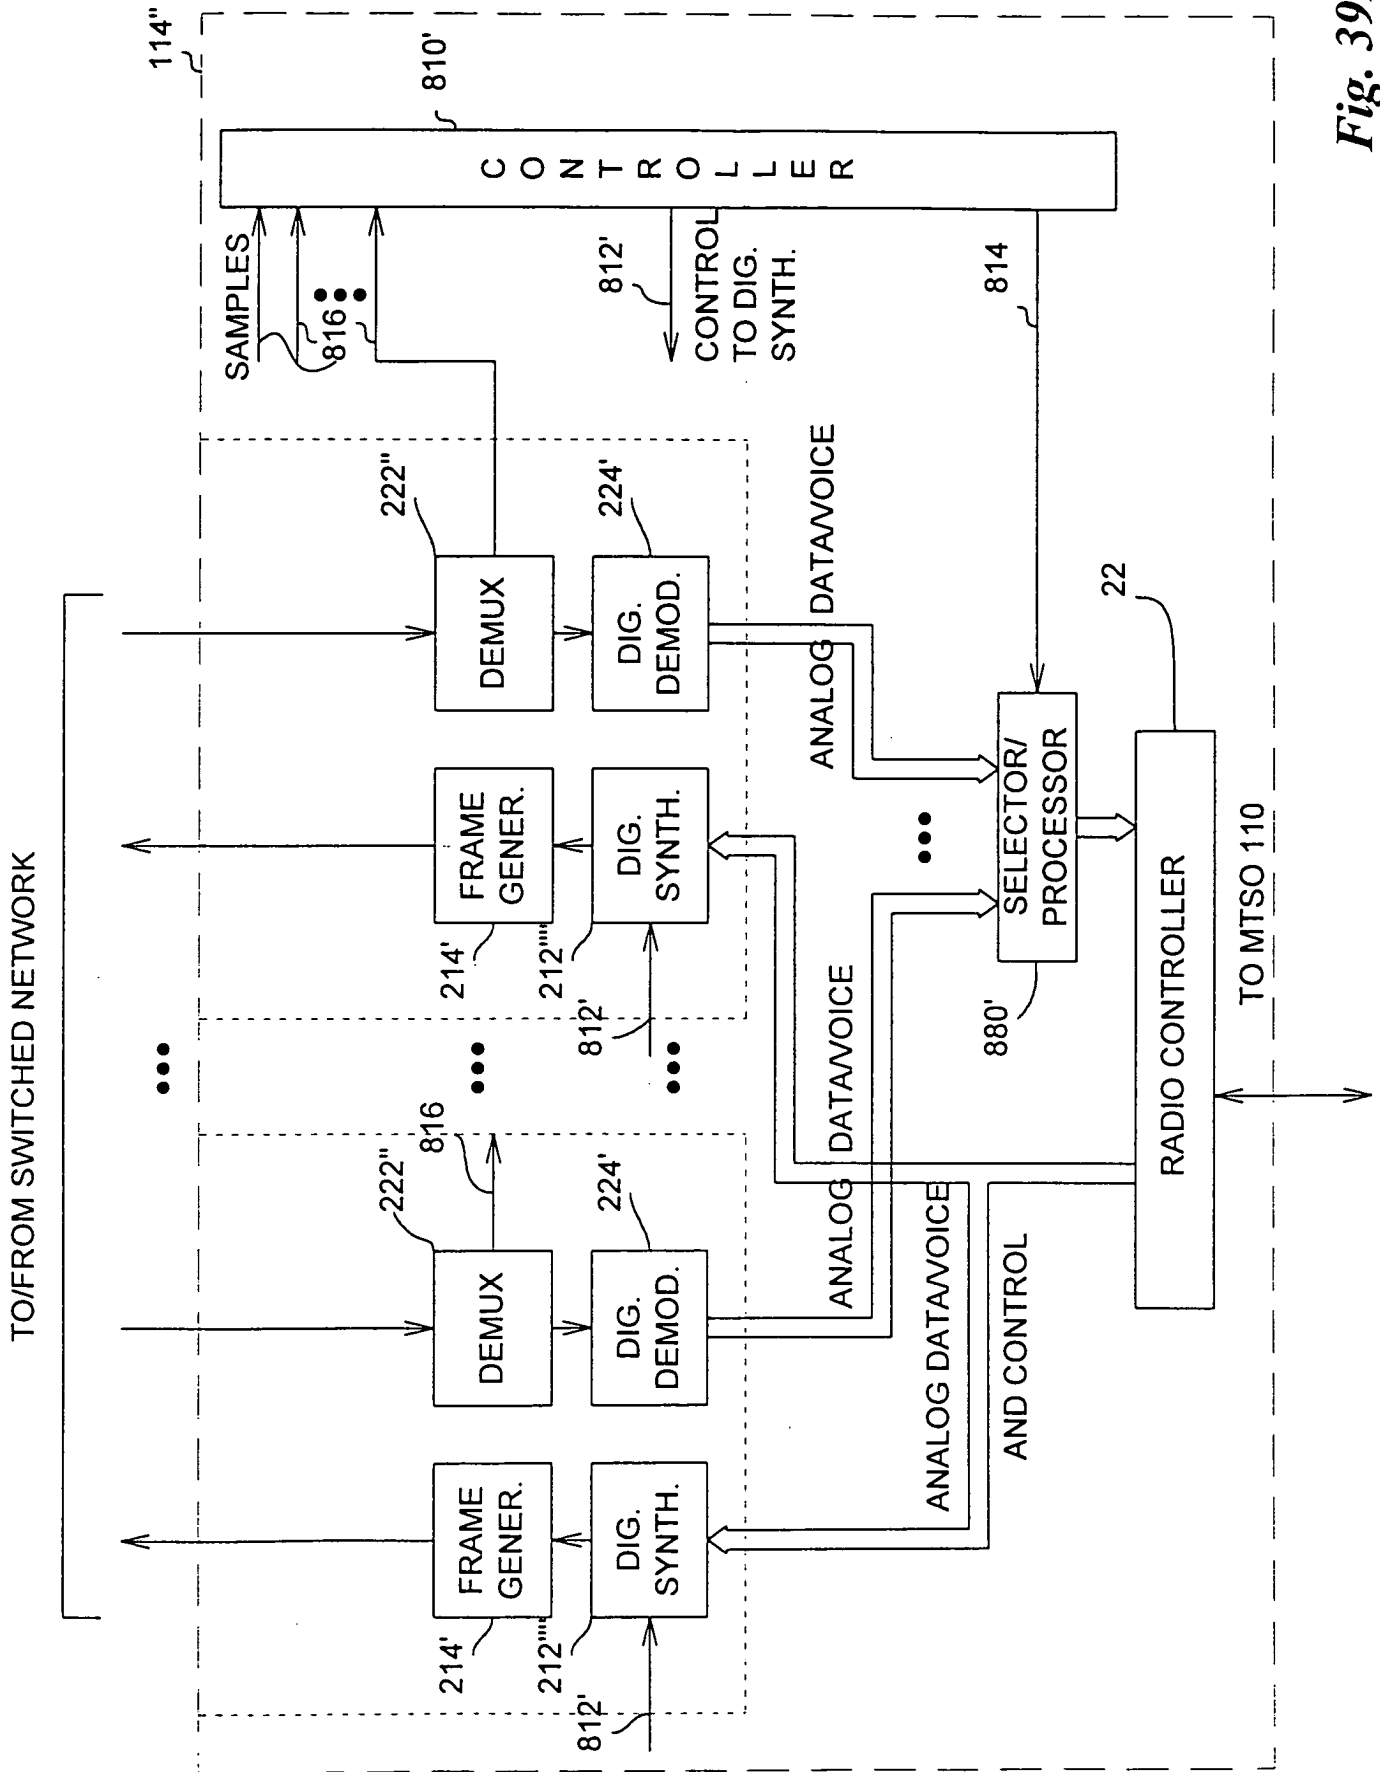 TO/FROM SWITCHED NETWORK
114"
SAMPLES
816
810'
CONTROLLER
812'
CONTROL
TO DIG.
SYNTH.
814
214'
FRAME
GENER.
212""
DIG.
SYNTH.
812'
222"
DEMUX
816
224'
DIG.
DEMOD.
214'
FRAME
GENER.
212""
DIG.
SYNTH.
812'
222"
DEMUX
224'
DIG.
DEMOD.
ANALOG DATA/VOICE
ANALOG DATA/VOICE
ANALOG DATA/VOICE
AND CONTROL
880'
SELECTOR/
PROCESSOR
22
RADIO CONTROLLER
TO MTSO 110
Fig. 39